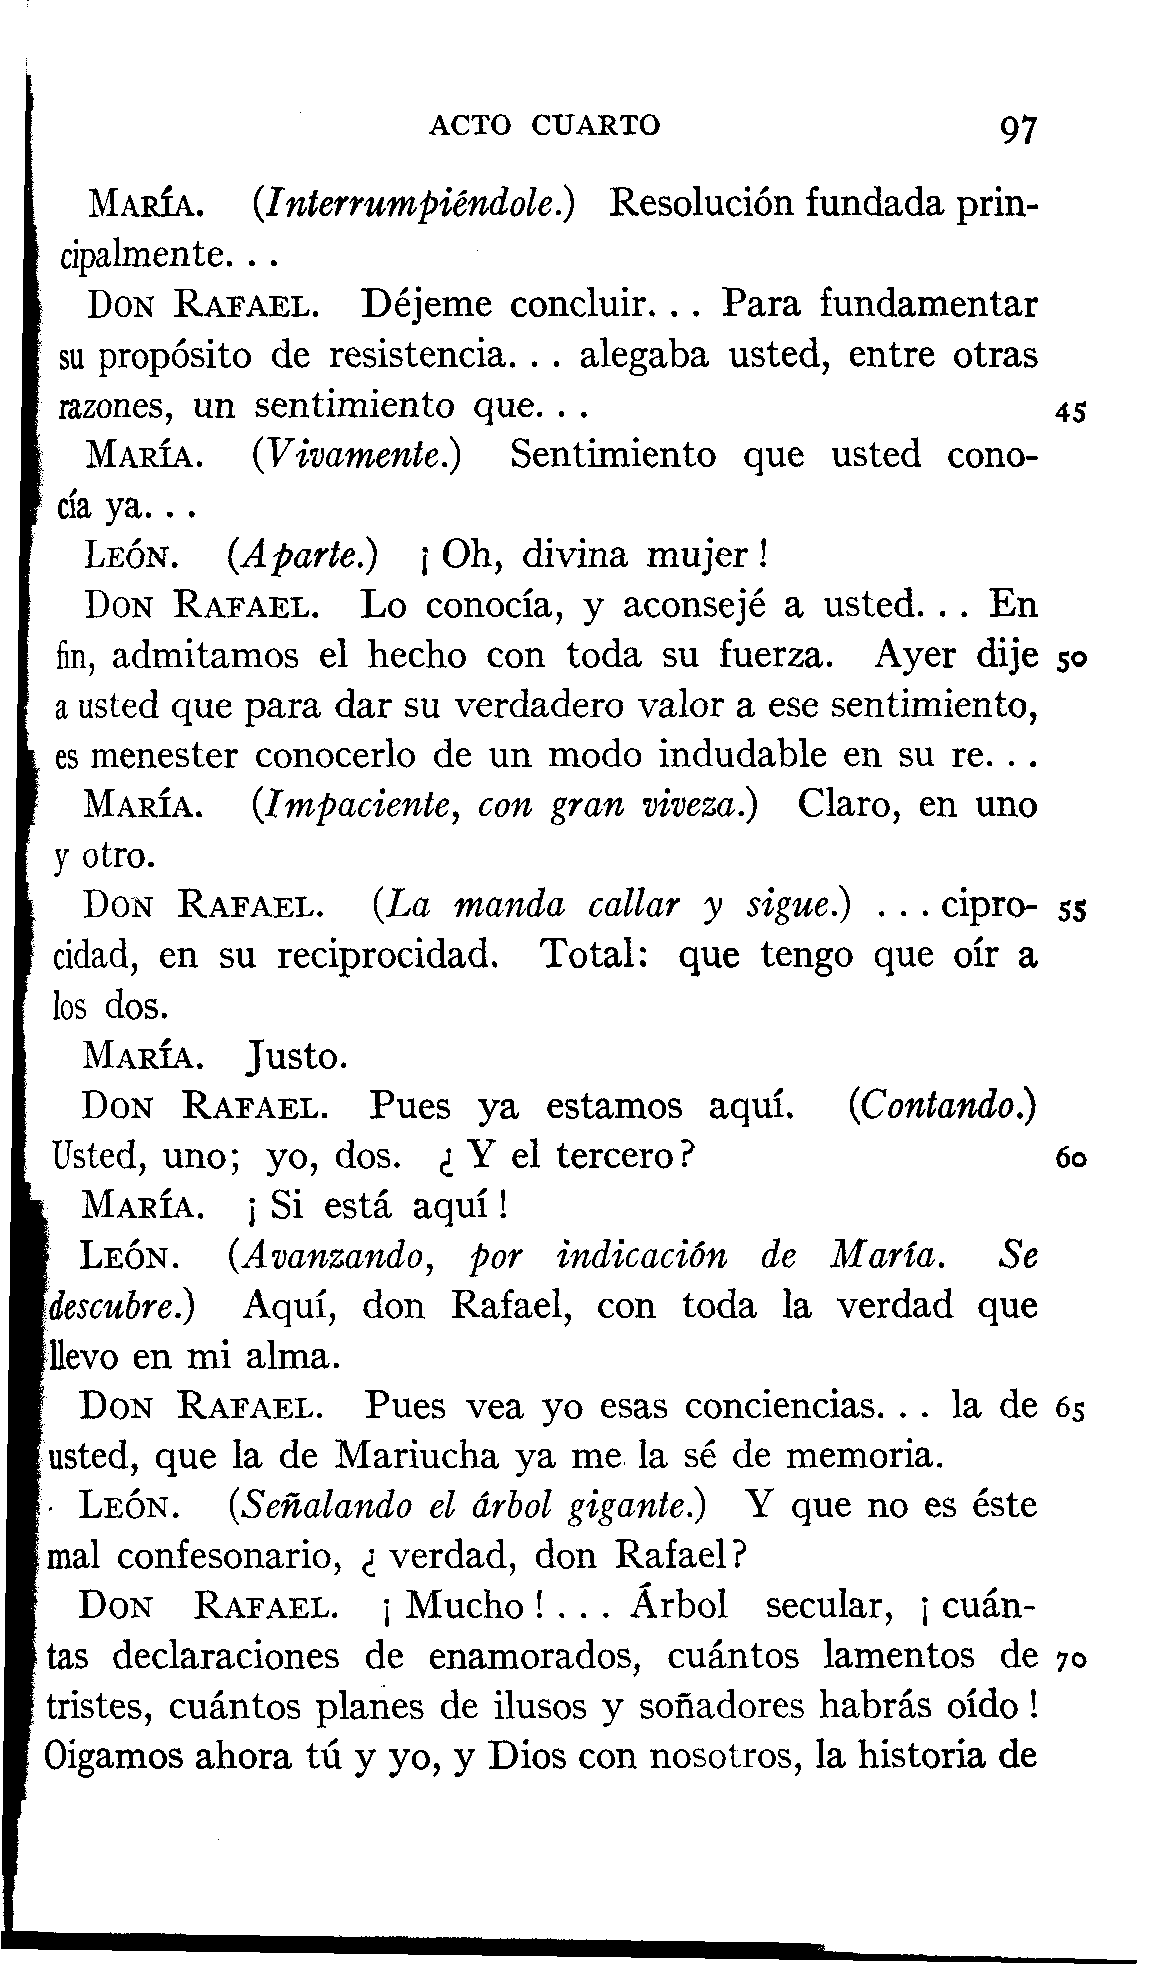 ACTO CUARTO 97
MARÍA. (Interrumpiéndole.) Resolución fundada prin-
cipalmente. . .
DON RAFAEL. Déjeme concluir. . . Para fundamentar
su propósito de resistencia. . . alegaba usted, entre otras
razones, un sentimiento que. . . 45
MARÍA. (Vivamente.) Sentimiento que usted cono-
cía ya. . .
LEÓN. (Aparte.) ¡ Oh, divina mujer !
DON RAFAEL. Lo conocía, y aconsejé a usted. . . En
fin, admitamos el hecho con toda su fuerza. Ayer dije 50
a usted que para dar su verdadero valor a ese sentimiento,
es menester conocerlo de un modo indudable en su re. . .
MARÍA. (Impaciente, con gran viveza.) Claro, en uno
y otro.
DON RAFAEL. (La manda callar y sigue.) . . . cipro- 55
cidad, en su reciprocidad. Total: que tengo que oír a
los dos.
MARÍA. Justo.
DON RAFAEL. Pues ya estamos aquí. (Contando.)
Usted, uno; yo, dos. ¿ Y el tercero? 60
MARÍA. ¡ Si está aquí !
LEÓN. (Avanzando, por indicación de María. Se
descubre.) Aquí, don Rafael, con toda la verdad que
llevo en mi alma.
DON RAFAEL. Pues vea yo esas conciencias. . . la de 65
usted, que la de Mariucha ya me la sé de memoria.
LEÓN. (Señalando el árbol gigante.) Y que no es éste
mal confesonario, ¿ verdad, don Rafael?
DON RAFAEL. ¡ Mucho ! . . . Árbol secular, ¡ cuán-
tas declaraciones de enamorados, cuántos lamentos de 70
tristes, cuántos planes de ilusos y soñadores habrás oído !
Oigamos ahora tú y yo, y Dios con nosotros, la historia de